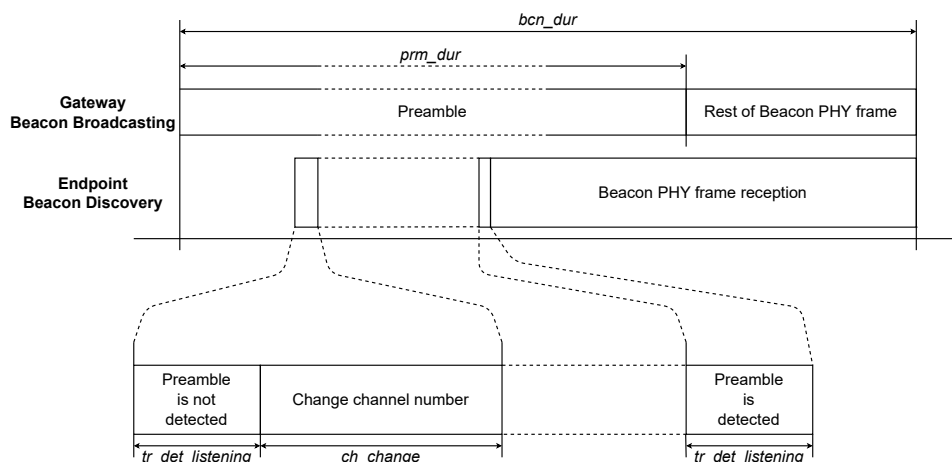 bcn_dur
prm_dur
Gateway
Beacon Broadcasting
Preamble
Rest of Beacon PHY frame
Endpoint
Beacon Discovery
Beacon PHY frame reception
Preamble
is not
detected
Change channel number
Preamble
is
detected
tr_det_listening
ch_change
tr_det_listening